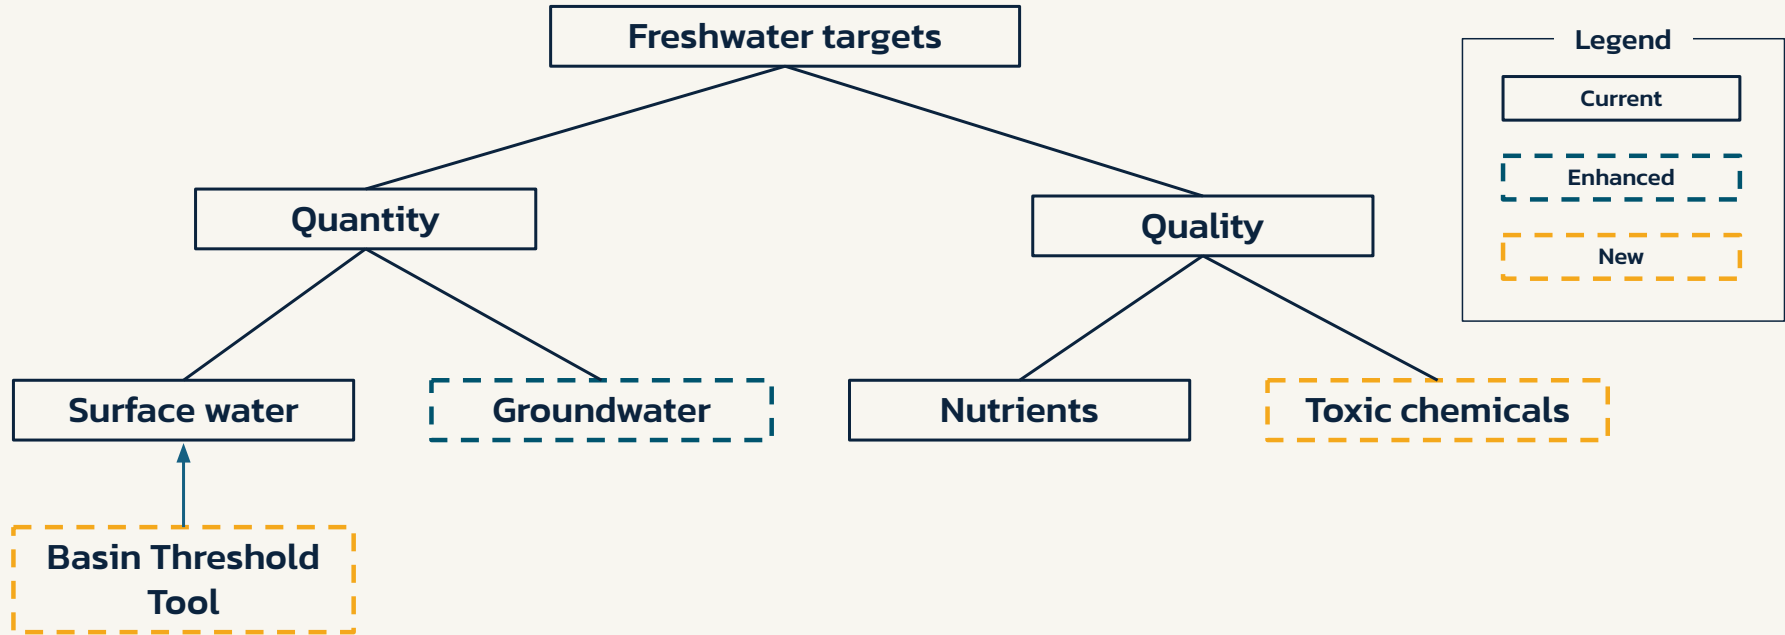 Freshwater targets
Legend
Current
Enhanced
New
Quantity
Quality
Surface water
Groundwater
Nutrients
Toxic chemicals
Basin Threshold
Tool